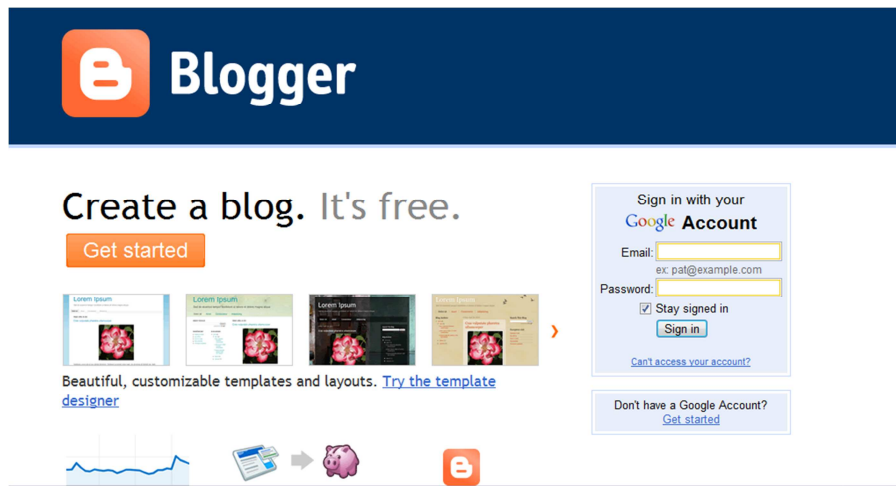 Blogger
Create a blog. It's free.
Get started
Lorem Ipsum
Lorem Ipsum
Lorem Ipsum
Lorem Ipsum
Beautiful, customizable templates and layouts. Try the template
designer
Sign in with your
Google Account
Email:
ex: pat@example.com
Password:
Stay signed in
Sign in
Can't access your account?
Don't have a Google Account?
Get started